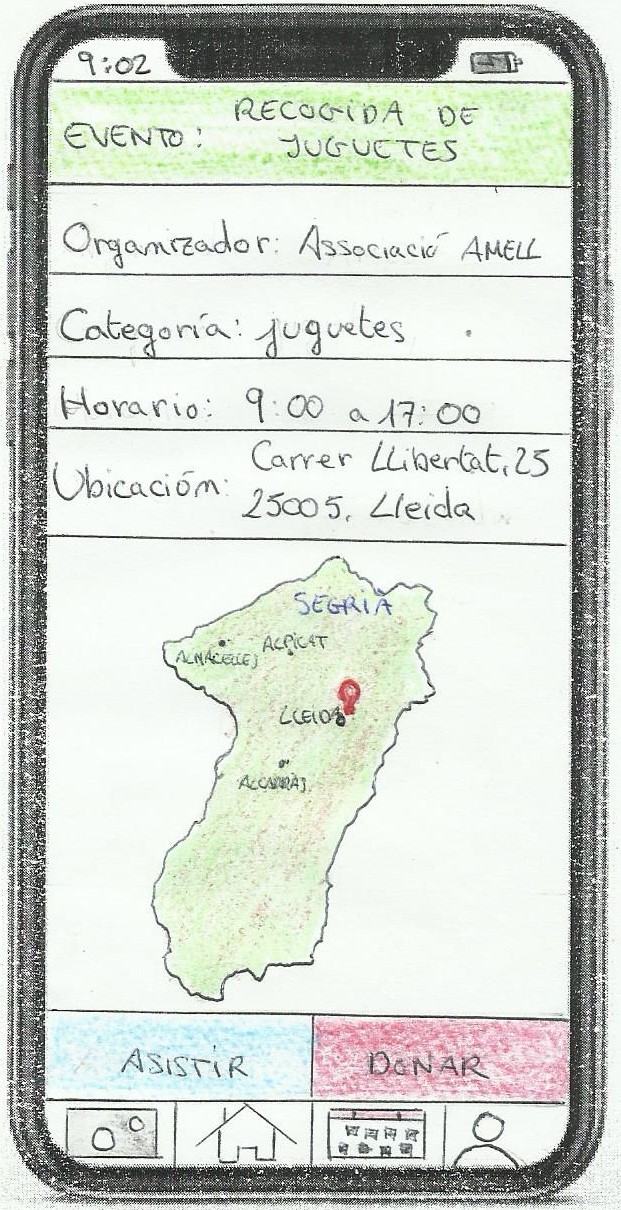 9:02
RECOGIDA DE
EVENTO: JUGUETES
Organizador: Associació AMELL
Categoría: juguetes
Horario: 9:00 a 17:00
Carrer LLibertat, 25
Ubicación:
25005, Lleida
SEGRIÀ
ALPICAT
ALMACELLES
LLEIDA
ALCARRÀS
ASISTIR
DONAR